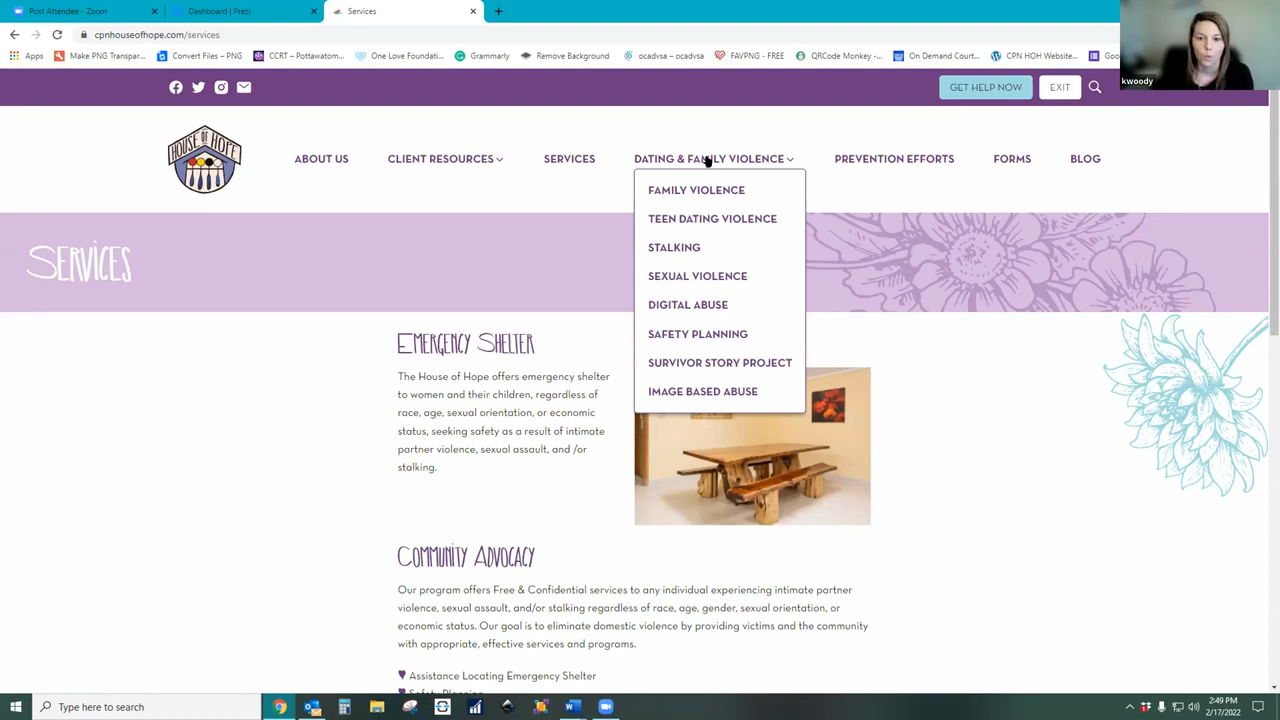 Post Attendee - Zoom
Dashboard | Prezi
Services
cpnhouseofhope.com/services
Apps
Make PNG Transpar...
Convert Files – PNG
CCRT – Pottawatom...
One Love Foundati...
Grammarly
Remove Background
ocadvsa – ocadvsa
FAVPNG - FREE
QRCode Monkey -...
On Demand Court...
CPN HOH Website...
Goo
kwoody
GET HELP NOW
EXIT
HOUSE OF HOPE
ABOUT US
CLIENT RESOURCES
SERVICES
DATING & FAMILY VIOLENCE
PREVENTION EFFORTS
FORMS
BLOG
FAMILY VIOLENCE
TEEN DATING VIOLENCE
STALKING
SEXUAL VIOLENCE
DIGITAL ABUSE
SAFETY PLANNING
SURVIVOR STORY PROJECT
IMAGE BASED ABUSE
Services
Emergency Shelter
The House of Hope offers emergency shelter
to women and their children, regardless of
race, age, sexual orientation, or economic
status, seeking safety as a result of intimate
partner violence, sexual assault, and /or
stalking.
Community Advocacy
Our program offers Free & Confidential services to any individual experiencing intimate partner
violence, sexual assault, and/or stalking regardless of race, age, gender, sexual orientation, or
economic status. Our goal is to eliminate domestic violence by providing victims and the community
with appropriate, effective services and programs.
Assistance Locating Emergency Shelter
Safety Planning
Type here to search
2:49 PM
2/17/2022